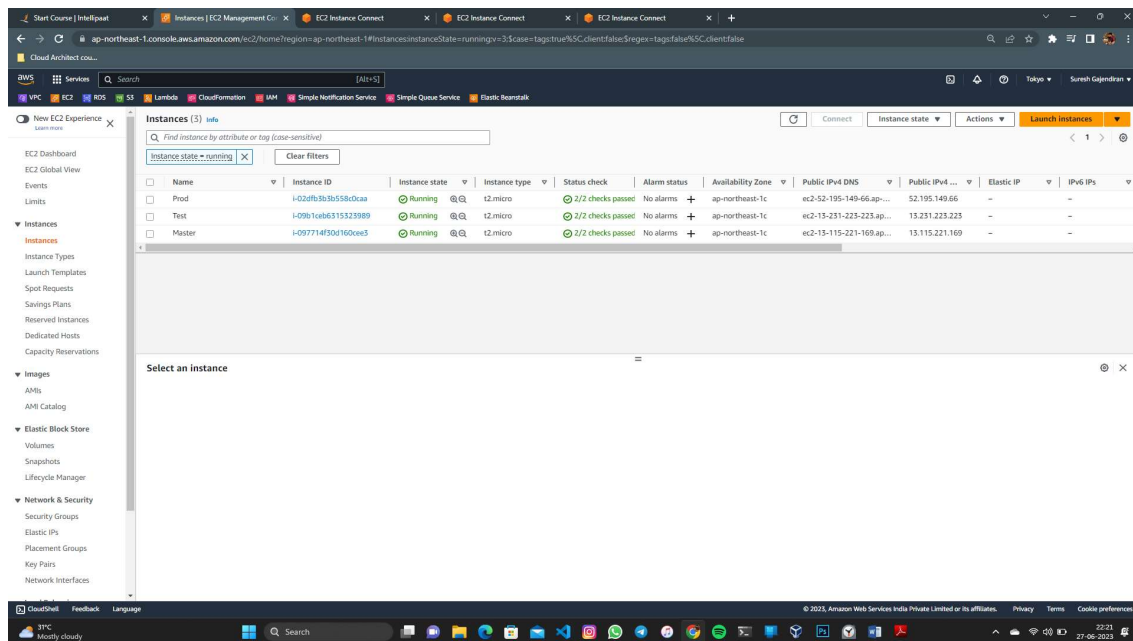 Start Course | Intellipaat
Instances | EC2 Management Con
EC2 Instance Connect
EC2 Instance Connect
EC2 Instance Connect
ap-northeast-1.console.aws.amazon.com/ec2/home?region=ap-northeast-1#Instances:instanceState=running;v=3;$case=tags:true%5C,client:false;$regex=tags:false%5C,client:false
Cloud Architect cou...
aws Services Search [Alt+S] Tokyo Suresh Gajendiran
VPC EC2 RDS S3 Lambda CloudFormation IAM Simple Notification Service Simple Queue Service Elastic Beanstalk
New EC2 Experience
Learn more
EC2 Dashboard
EC2 Global View
Events
Limits
Instances
Instances
Instance Types
Launch Templates
Spot Requests
Savings Plans
Reserved Instances
Dedicated Hosts
Capacity Reservations
Images
AMIs
AMI Catalog
Elastic Block Store
Volumes
Snapshots
Lifecycle Manager
Network & Security
Security Groups
Elastic IPs
Placement Groups
Key Pairs
Network Interfaces
Instances (3) Info
Connect Instance state Actions Launch instances
Find instance by attribute or tag (case-sensitive)
1
Instance state = running Clear filters
Name Instance ID Instance state Instance type Status check Alarm status Availability Zone Public IPv4 DNS Public IPv4 ... Elastic IP IPv6 IPs
Prod i-02dfb3b3b558c0caa Running t2.micro 2/2 checks passed No alarms + ap-northeast-1c ec2-52-195-149-66.ap-... 52.195.149.66 – –
Test i-09b1ceb6315323989 Running t2.micro 2/2 checks passed No alarms + ap-northeast-1c ec2-13-231-223-223.ap... 13.231.223.223 – –
Master i-097714f30d160cee3 Running t2.micro 2/2 checks passed No alarms + ap-northeast-1c ec2-13-115-221-169.ap... 13.115.221.169 – –
Select an instance
CloudShell Feedback Language © 2023, Amazon Web Services India Private Limited or its affiliates. Privacy Terms Cookie preferences
31°C
Mostly cloudy
Search
22:21
27-06-2023